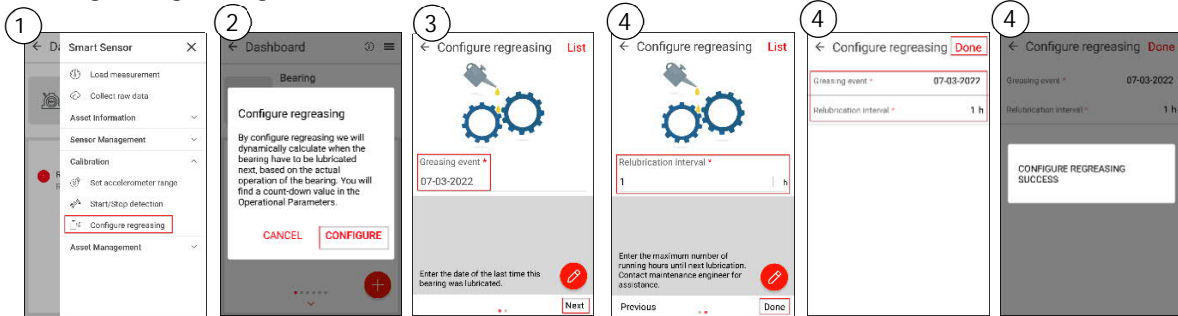 1
← Da
Smart Sensor
Load measurement
Collect raw data
Asset Information
Sensor Management
Calibration
Set accelerometer range
Start/Stop detection
Configure regreasing
Asset Management
2
← Dashboard
Bearing
Configure regreasing
By configure regreasing we will
dynamically calculate when the
bearing have to be lubricated
next, based on the actual
operation of the bearing. You will
find a count-down value in the
Operational Parameters.
CANCEL CONFIGURE
3
← Configure regreasing List
Greasing event *
07-03-2022
Enter the date of the last time this
bearing was lubricated.
Next
4
← Configure regreasing List
Relubrication interval *
1 h
Enter the maximum number of
running hours until next lubrication.
Contact maintenance engineer for
assistance.
Previous Done
4
← Configure regreasing Done
Greasing event * 07-03-2022
Relubrication interval * 1 h
4
← Configure regreasing Done
Greasing event * 07-03-2022
Relubrication interval * 1 h
CONFIGURE REGREASING
SUCCESS